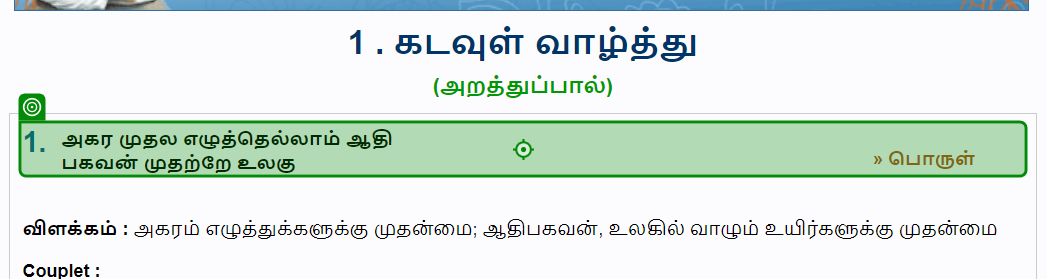 1 . கடவுள் வாழ்த்து
(அறத்துப்பால்)
1. அகர முதல எழுத்தெல்லாம் ஆதி
பகவன் முதற்றே உலகு
» பொருள்
விளக்கம் : அகரம் எழுத்துக்களுக்கு முதன்மை; ஆதிபகவன், உலகில் வாழும் உயிர்களுக்கு முதன்மை
Couplet :